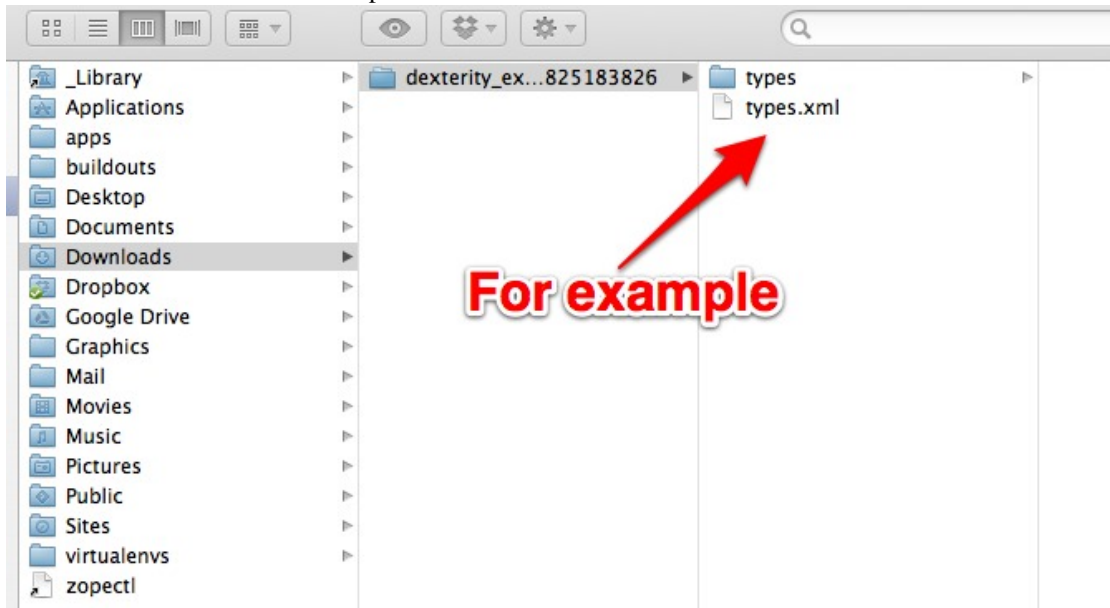 _Library
Applications
apps
buildouts
Desktop
Documents
Downloads
Dropbox
Google Drive
Graphics
Mail
Movies
Music
Pictures
Public
Sites
virtualenvs
zopectl
dexterity_ex...825183826
types
types.xml
For example